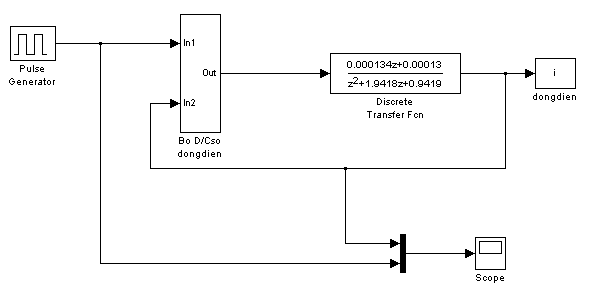 Pulse
Generator
In1
In2
Out
Bo D/Cso
dongdien
0.000134z+0.00013
z2+1.9418z+0.9419
Discrete
Transfer Fcn
i
dongdien
Scope